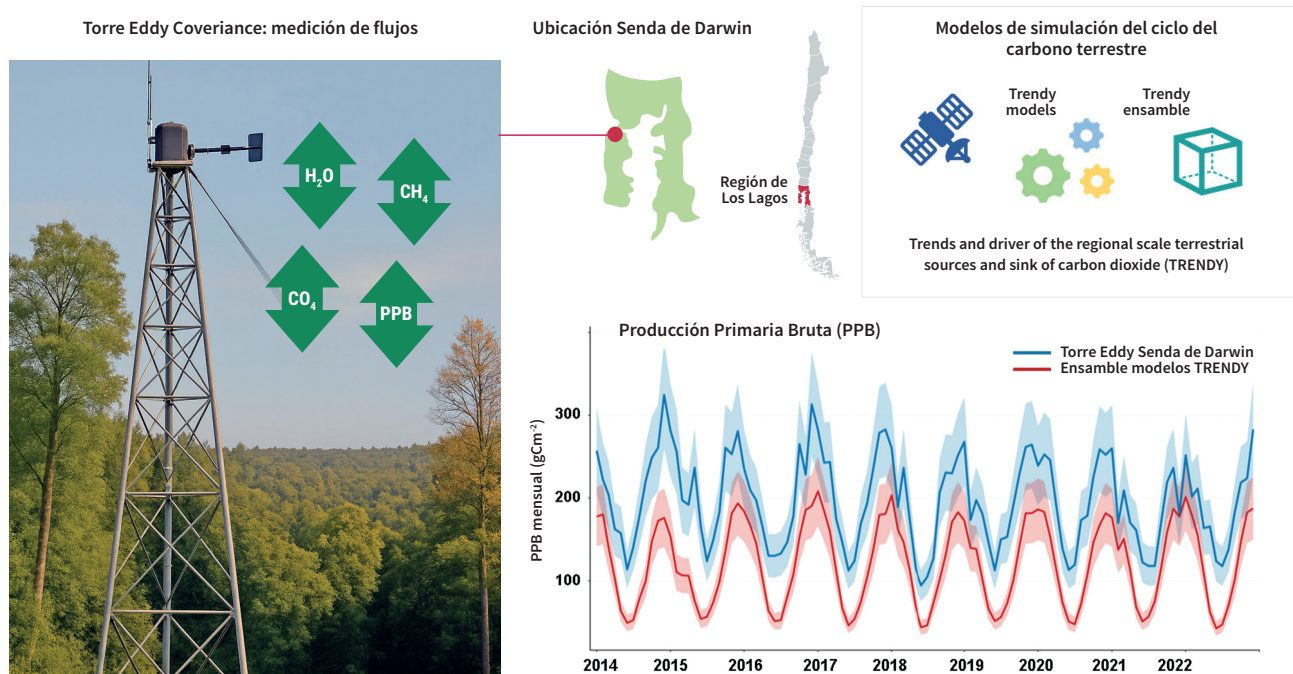 Torre Eddy Coveriance: medición de flujos
H₂O
CH₄
CO₄
PPB
Ubicación Senda de Darwin
Región de
Los Lagos
Modelos de simulación del ciclo del
carbono terrestre
Trendy
models
Trendy
ensamble
Trends and driver of the regional scale terrestrial
sources and sink of carbon dioxide (TRENDY)
Producción Primaria Bruta (PPB)
Torre Eddy Senda de Darwin
Ensamble modelos TRENDY
PPB mensual (gCm⁻²)
300
200
100
2014 2015 2016 2017 2018 2019 2020 2021 2022